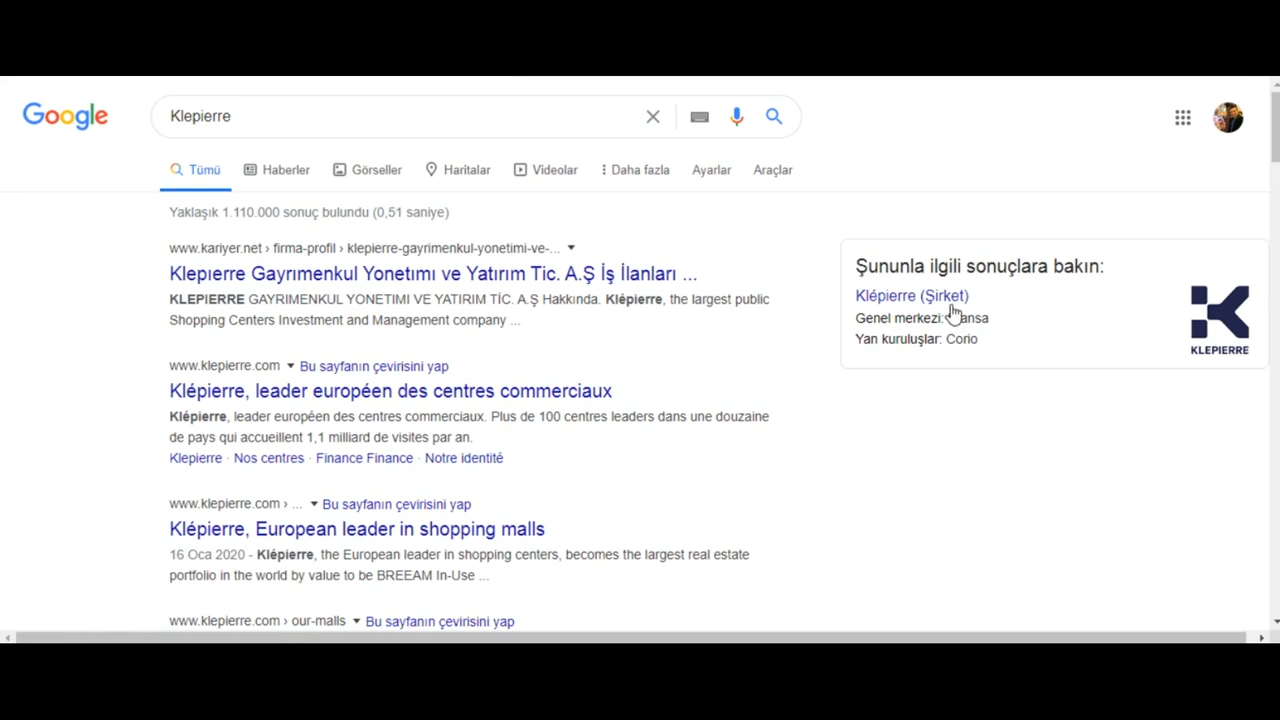 Google
Klepierre
Tümü
Haberler
Görseller
Haritalar
Videolar
Daha fazla
Ayarlar
Araçlar
Yaklaşık 1.110.000 sonuç bulundu (0,51 saniye)
www.kariyer.net › firma-profil › klepierre-gayrimenkul-yonetimi-ve-...
Klepıerre Gayrımenkul Yonetımı ve Yatırım Tic. A.Ş İş İlanları ...
KLEPIERRE GAYRIMENKUL YONETIMI VE YATIRIM TİC. A.Ş Hakkında. Klépierre, the largest public
Shopping Centers Investment and Management company ...
www.klepierre.com Bu sayfanın çevirisini yap
Klépierre, leader européen des centres commerciaux
Klépierre, leader européen des centres commerciaux. Plus de 100 centres leaders dans une douzaine
de pays qui accueillent 1,1 milliard de visites par an.
Klepierre · Nos centres · Finance Finance · Notre identité
www.klepierre.com › ... Bu sayfanın çevirisini yap
Klépierre, European leader in shopping malls
16 Oca 2020 - Klépierre, the European leader in shopping centers, becomes the largest real estate
portfolio in the world by value to be BREEAM In-Use ...
www.klepierre.com › our-malls Bu sayfanın çevirisini yap
Şununla ilgili sonuçlara bakın:
Klépierre (Şirket)
Genel merkezi:
Yan kuruluşlar: Corio
KLEPIERRE